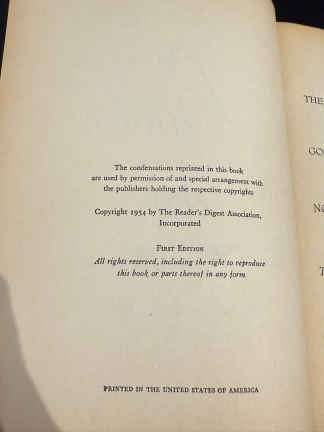 The condensations reprinted in this book
are used by permission of and special arrangement with
the publishers holding the respective copyrights
Copyright 1954 by The Reader's Digest Association,
Incorporated
First Edition
All rights reserved, including the right to reproduce
this book or parts thereof in any form
PRINTED IN THE UNITED STATES OF AMERICA
THE